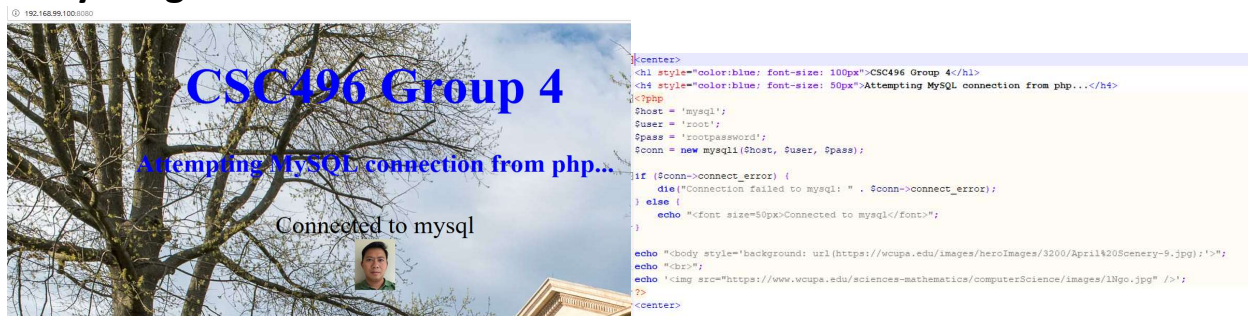 192.168.99.100:8080
CSC496 Group 4
Attempting MySQL connection from php...
Connected to mysql
<center>
<h1 style="color:blue; font-size: 100px">CSC496 Group 4</h1>
<h4 style="color:blue; font-size: 50px">Attempting MySQL connection from php...</h4>
<?php
$host = 'mysql';
$user = 'root';
$pass = 'rootpassword';
$conn = new mysqli($host, $user, $pass);
if ($conn->connect_error) {
die("Connection failed to mysql: " . $conn->connect_error);
} else {
echo "<font size=50px>Connected to mysql</font>";
}
echo "<body style='background: url(https://wcupa.edu/images/heroImages/3200/April%20Scenery-9.jpg);'>";
echo "<br>";
echo '<img src="https://www.wcupa.edu/sciences-mathematics/computerScience/images/lNgo.jpg" />';
?>
<center>